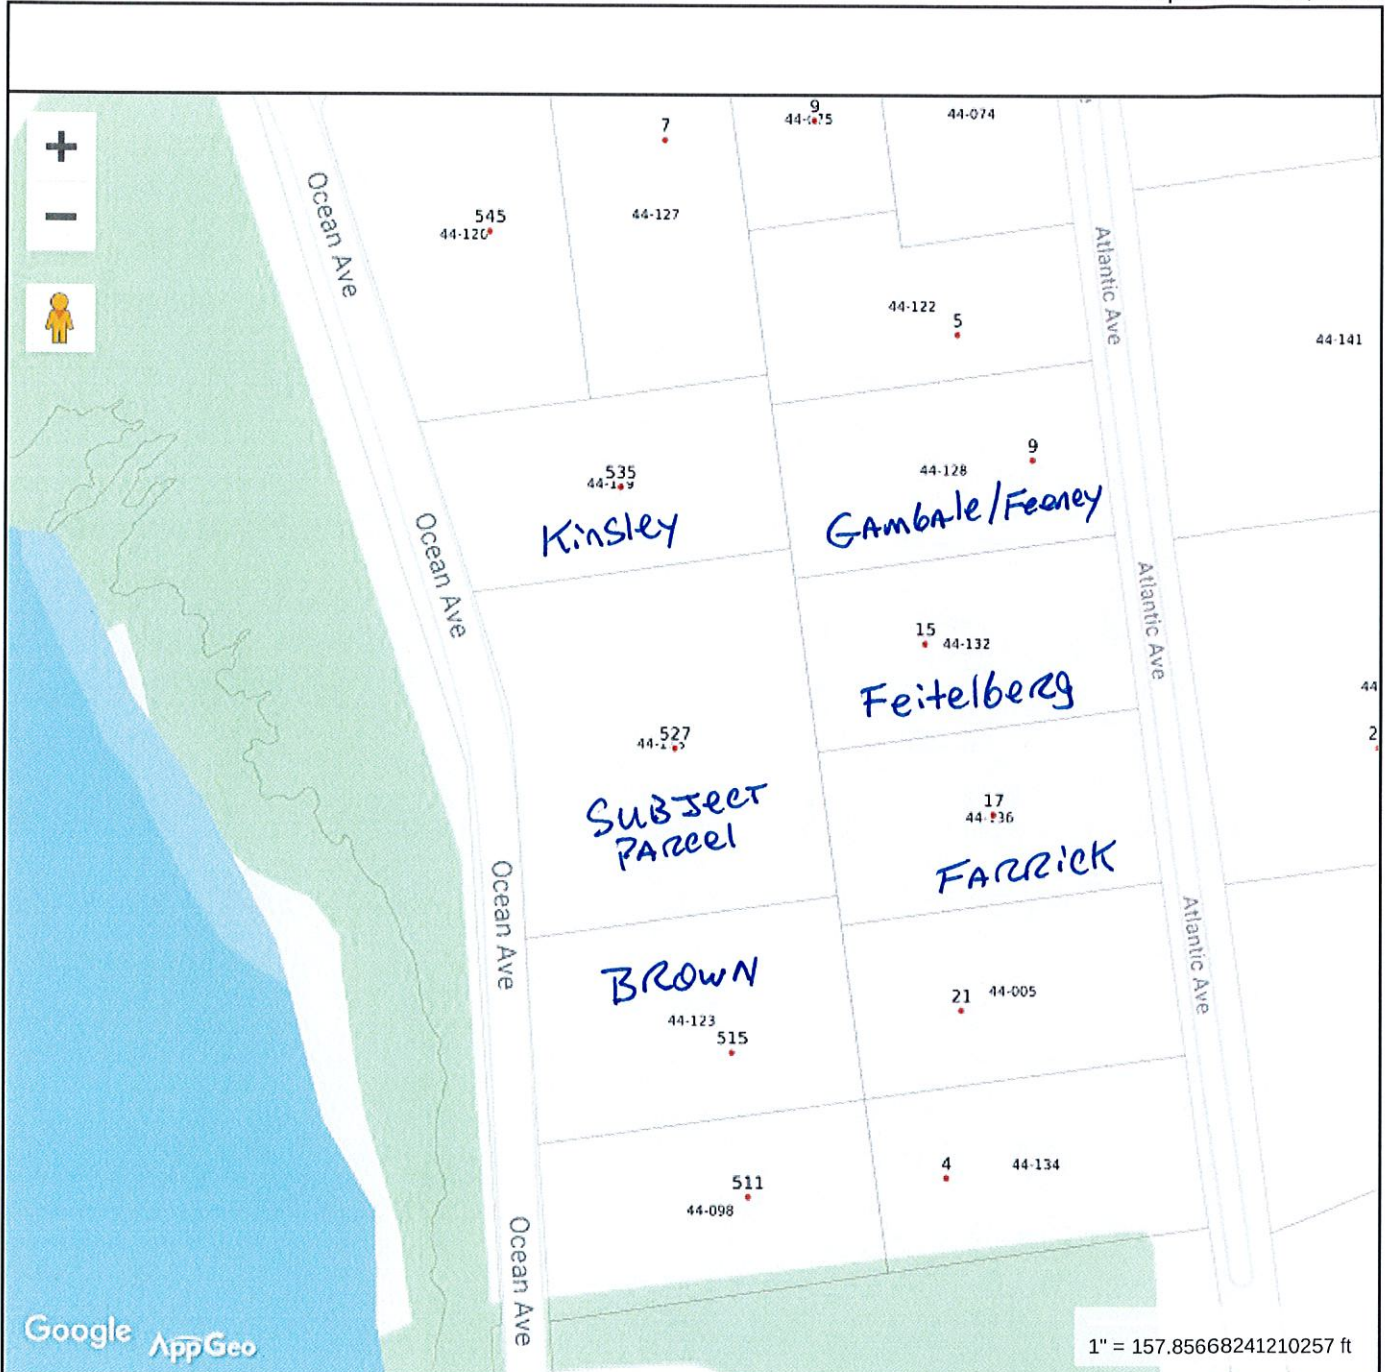 +
−
7
9
44-074
545
44-120
44-127
Ocean Ave
Atlantic Ave
44-122
5
44-141
535
Kinsley
9
44-128
GAmbAle/Feeney
Ocean Ave
Atlantic Ave
15
44-132
Feitelberg
44
2
527
SUBJecT
PARcel
17
FARRicK
Ocean Ave
Atlantic Ave
BROWN
44-123
515
21
44-005
511
44-098
4
44-134
Ocean Ave
Google
AppGeo
1" = 157.85668241210257 ft